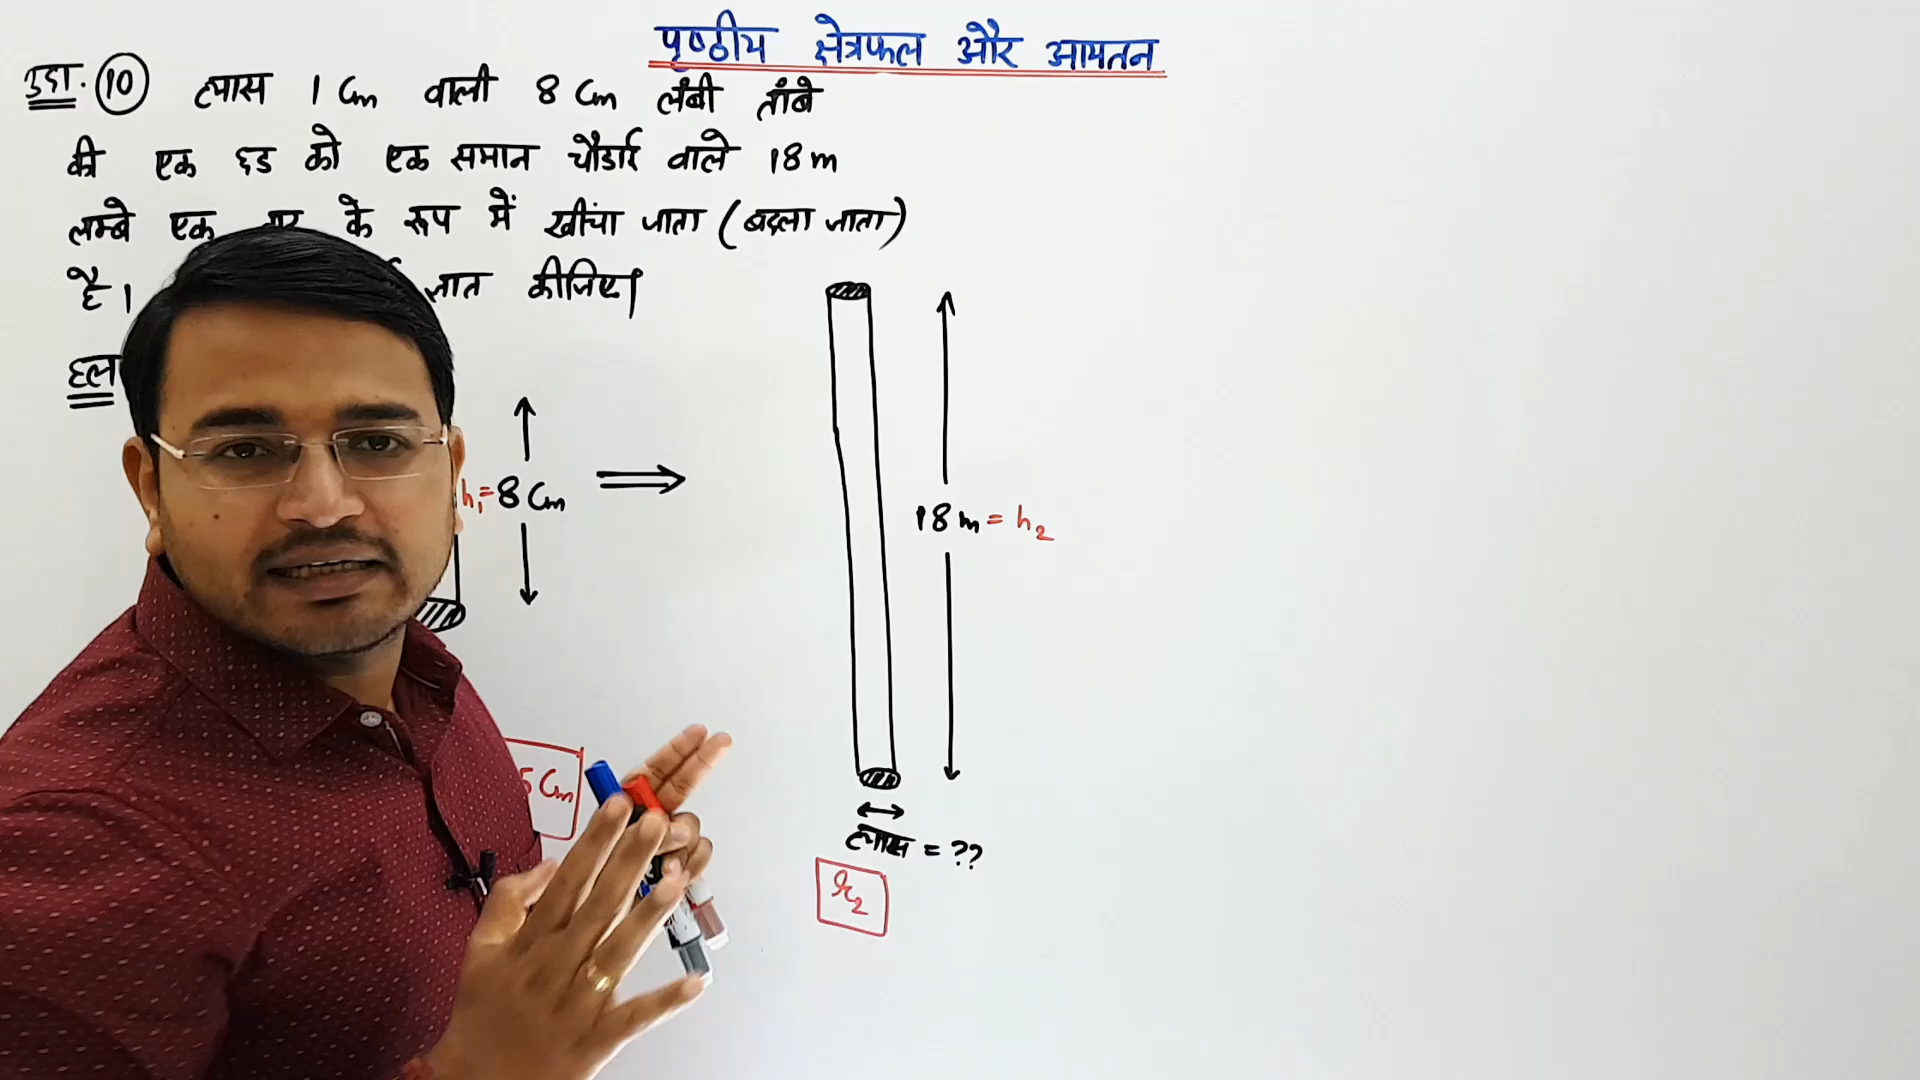 पृष्ठीय क्षेत्रफल और आयतन
उदा. 10 व्यास 1 Cm वाली 8 Cm लंबी तांबे
की एक छड को एक समान चौडाई वाले 18 m
लम्बे एक के रूप में खींचा जाता (बदला जाता)
है। ज्ञात कीजिए।
हल
h₁=8 Cm
18 m = h₂
5 Cm
व्यास = ??
r₂